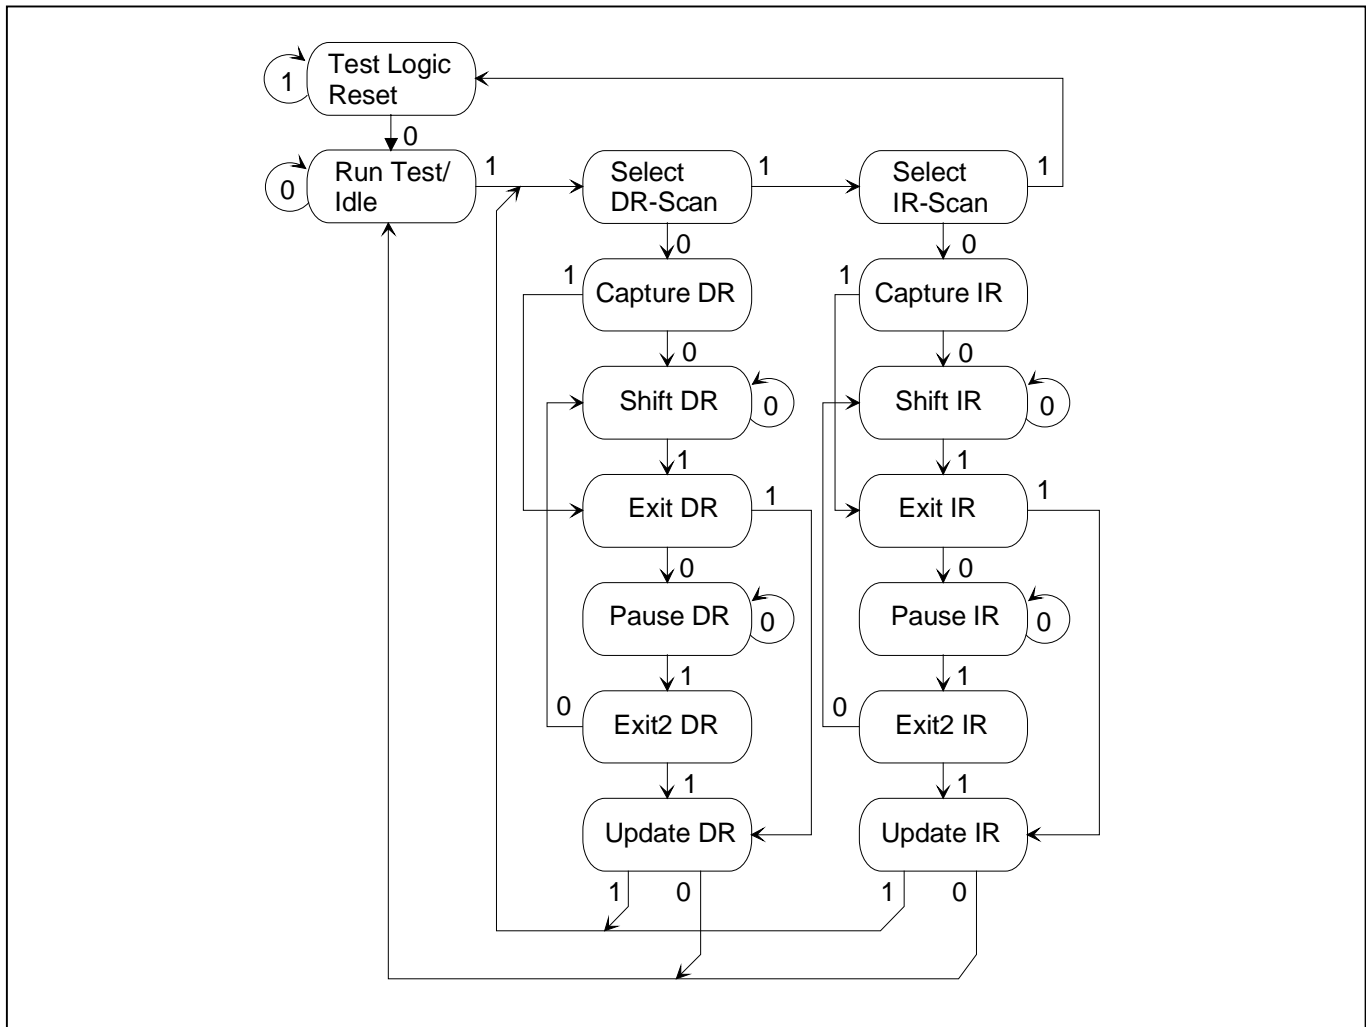 Test Logic
Reset
1
0
Run Test/
Idle
0
1
Select
DR-Scan
1
Select
IR-Scan
1
0
0
1
Capture DR
1
Capture IR
0
0
Shift DR
0
Shift IR
0
1
1
Exit DR
1
Exit IR
1
0
0
Pause DR
0
Pause IR
0
1
1
0
Exit2 DR
0
Exit2 IR
1
1
Update DR
Update IR
1
0
1
0